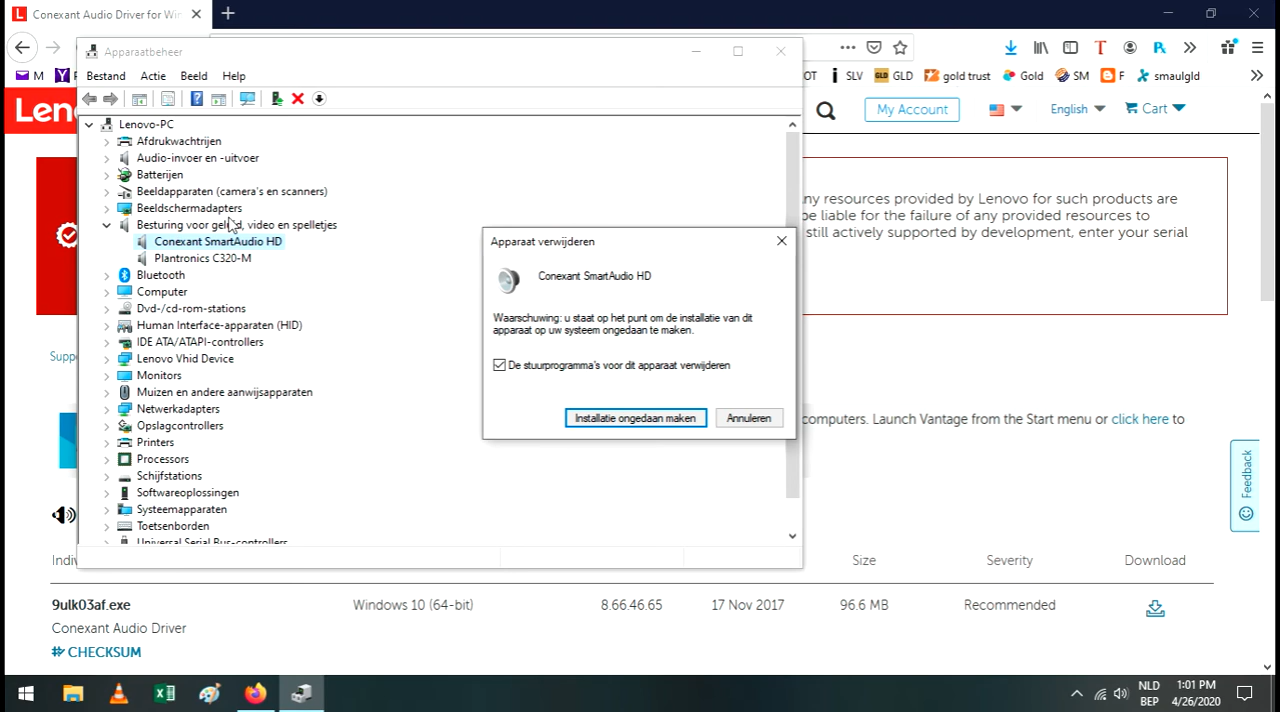 Conexant Audio Driver for Win
Apparaatbeheer
Bestand Actie Beeld Help
M
OT SLV GLD gold trust Gold SM F smaulgld
Leno
My Account English Cart
Lenovo-PC
Afdrukwachtrijen
Audio-invoer en -uitvoer
Batterijen
Beeldapparaten (camera's en scanners)
Beeldschermadapters
Besturing voor geluid, video en spelletjes
Conexant SmartAudio HD
Plantronics C320-M
Bluetooth
Computer
Dvd-/cd-rom-stations
Human Interface-apparaten (HID)
IDE ATA/ATAPI-controllers
Lenovo Vhid Device
Monitors
Muizen en andere aanwijsapparaten
Netwerkadapters
Opslagcontrollers
Printers
Processors
Schijfstations
Softwareoplossingen
Systeemapparaten
Toetsenborden
Universal Serial Bus-controllers
ny resources provided by Lenovo for such products are
be liable for the failure of any provided resources to
still actively supported by development, enter your serial
Apparaat verwijderen
Conexant SmartAudio HD
Waarschuwing: u staat op het punt om de installatie van dit
apparaat op uw systeem ongedaan te maken.
De stuurprogramma's voor dit apparaat verwijderen
Installatie ongedaan maken Annuleren
Supp
computers. Launch Vantage from the Start menu or click here to
Feedback
Indi Size Severity Download
9ulk03af.exe Windows 10 (64-bit) 8.66.46.65 17 Nov 2017 96.6 MB Recommended
Conexant Audio Driver
CHECKSUM
NLD 1:01 PM
BEP 4/26/2020